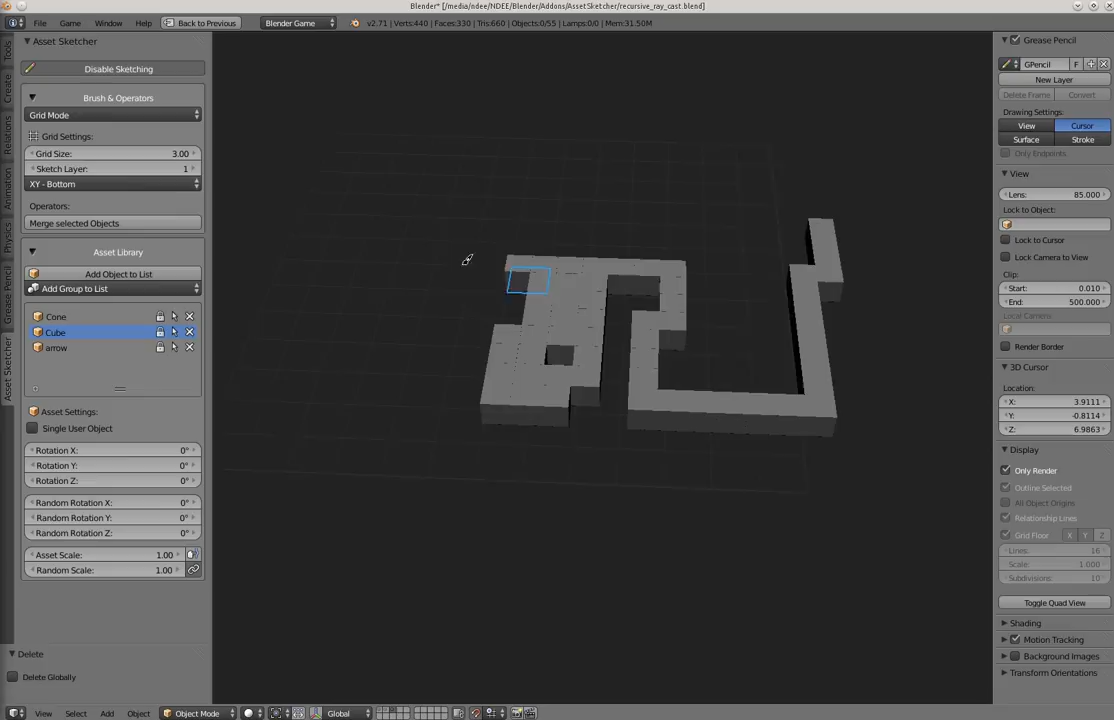 Blender* [/media/ndee/NDEE/Blender/Addons/AssetSketcher/recursive_ray_cast.blend]
File Window Help Back to Previous Blender Game v2.71 | Verts:440 | Faces:330 | Tris:660 | Objects:0/55 | Lamps:0/0 | Mem:31.50M
Tools
Create
Relations
Animation
Physics
Grease Pencil
Asset Sketcher
Asset Sketcher
Disable Sketching
Brush & Operators
Grid Mode
Grid Settings:
Grid Size: 3.00
Sketch Layer: 1
XY - Bottom
Operators:
Merge selected Objects
Asset Library
Add Object to List
Add Group to List
Cone
Cube
arrow
Asset Settings:
Single User Object
Rotation X: 0°
Rotation Y: 0°
Rotation Z: 0°
Random Rotation X: 0°
Random Rotation Y: 0°
Random Rotation Z: 0°
Asset Scale: 1.00
Random Scale: 1.00
Delete
Delete Globally
Grease Pencil
GPencil F
New Layer
Delete Frame Convert
Drawing Settings:
View Cursor
Surface Stroke
Only Endpoints
View
Lens: 85.000
Lock to Object:
Lock to Cursor
Lock Camera to View
Clip:
Start: 0.010
End: 500.000
Local Camera:
Render Border
3D Cursor
Location:
X: 3.9111
Y: -0.8114
Z: 6.9863
Display
Only Render
Outline Selected
All Object Origins
Relationship Lines
Grid Floor X Y Z
Lines: 16
Scale: 1.000
Subdivisions: 10
Toggle Quad View
Shading
Motion Tracking
Background Images
Transform Orientations
View Select Add Object Object Mode Global